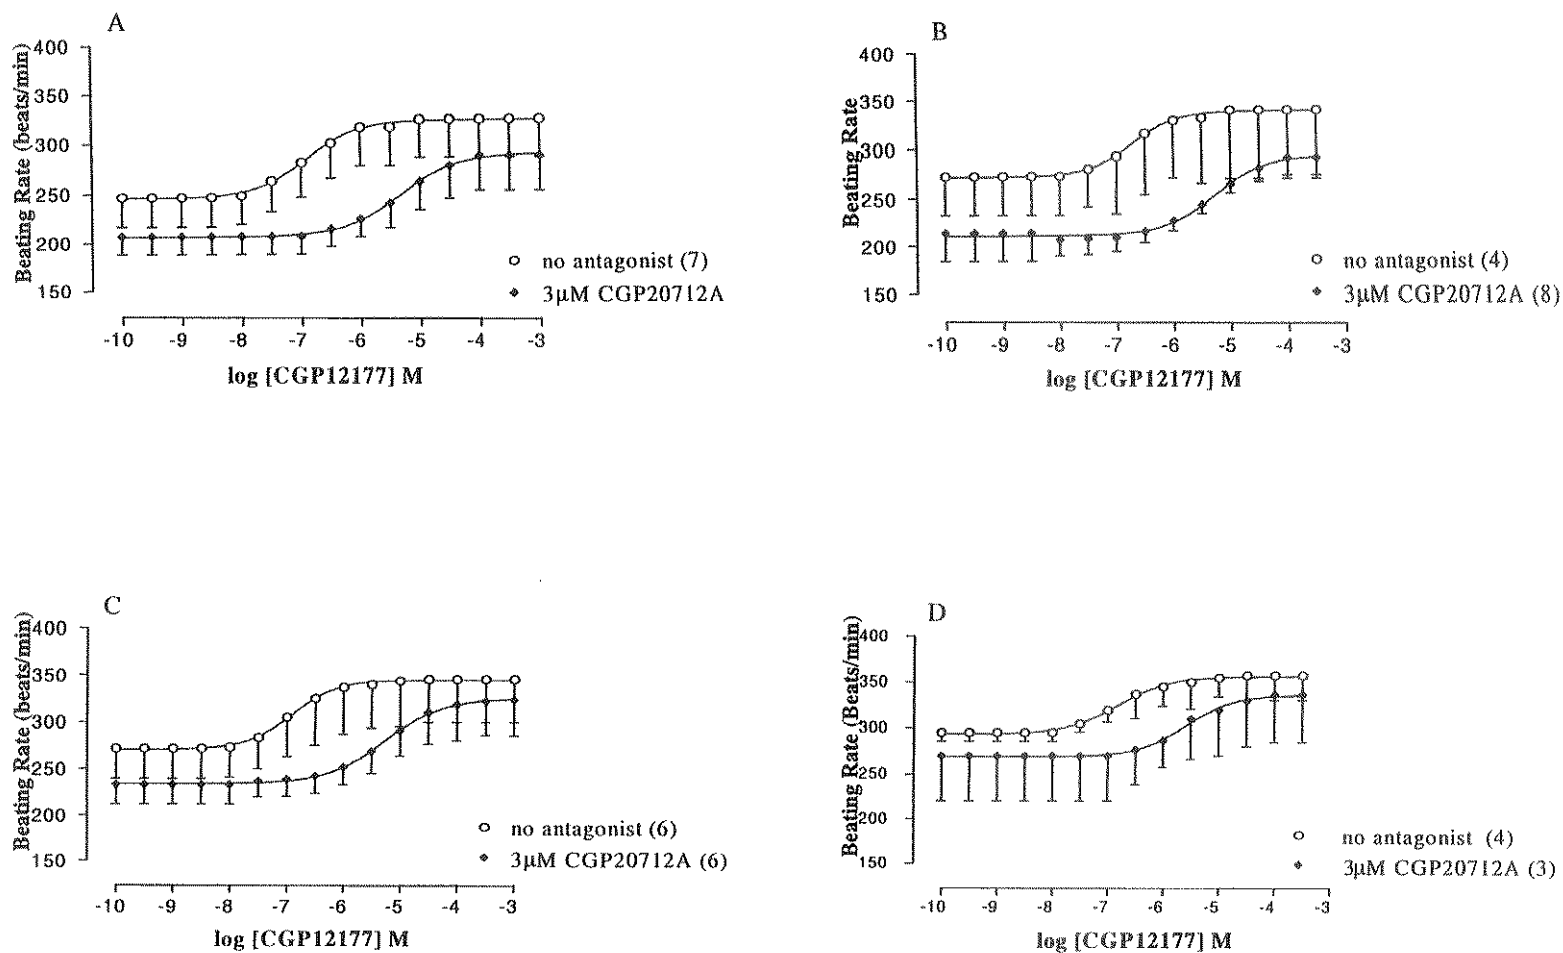 A
Beating Rate (beats/min)
400
350
300
250
200
150
no antagonist (7)
3μM CGP20712A
-10 -9 -8 -7 -6 -5 -4 -3
log [CGP12177] M
B
Beating Rate
400
350
300
250
200
150
no antagonist (4)
3μM CGP20712A (8)
-10 -9 -8 -7 -6 -5 -4 -3
log [CGP12177] M
C
Beating Rate (beats/min)
400
350
300
250
200
150
no antagonist (6)
3μM CGP20712A (6)
-10 -9 -8 -7 -6 -5 -4 -3
log [CGP12177] M
D
Beating Rate (Beats/min)
400
350
300
250
200
150
no antagonist (4)
3μM CGP20712A (3)
-10 -9 -8 -7 -6 -5 -4 -3
log [CGP12177] M